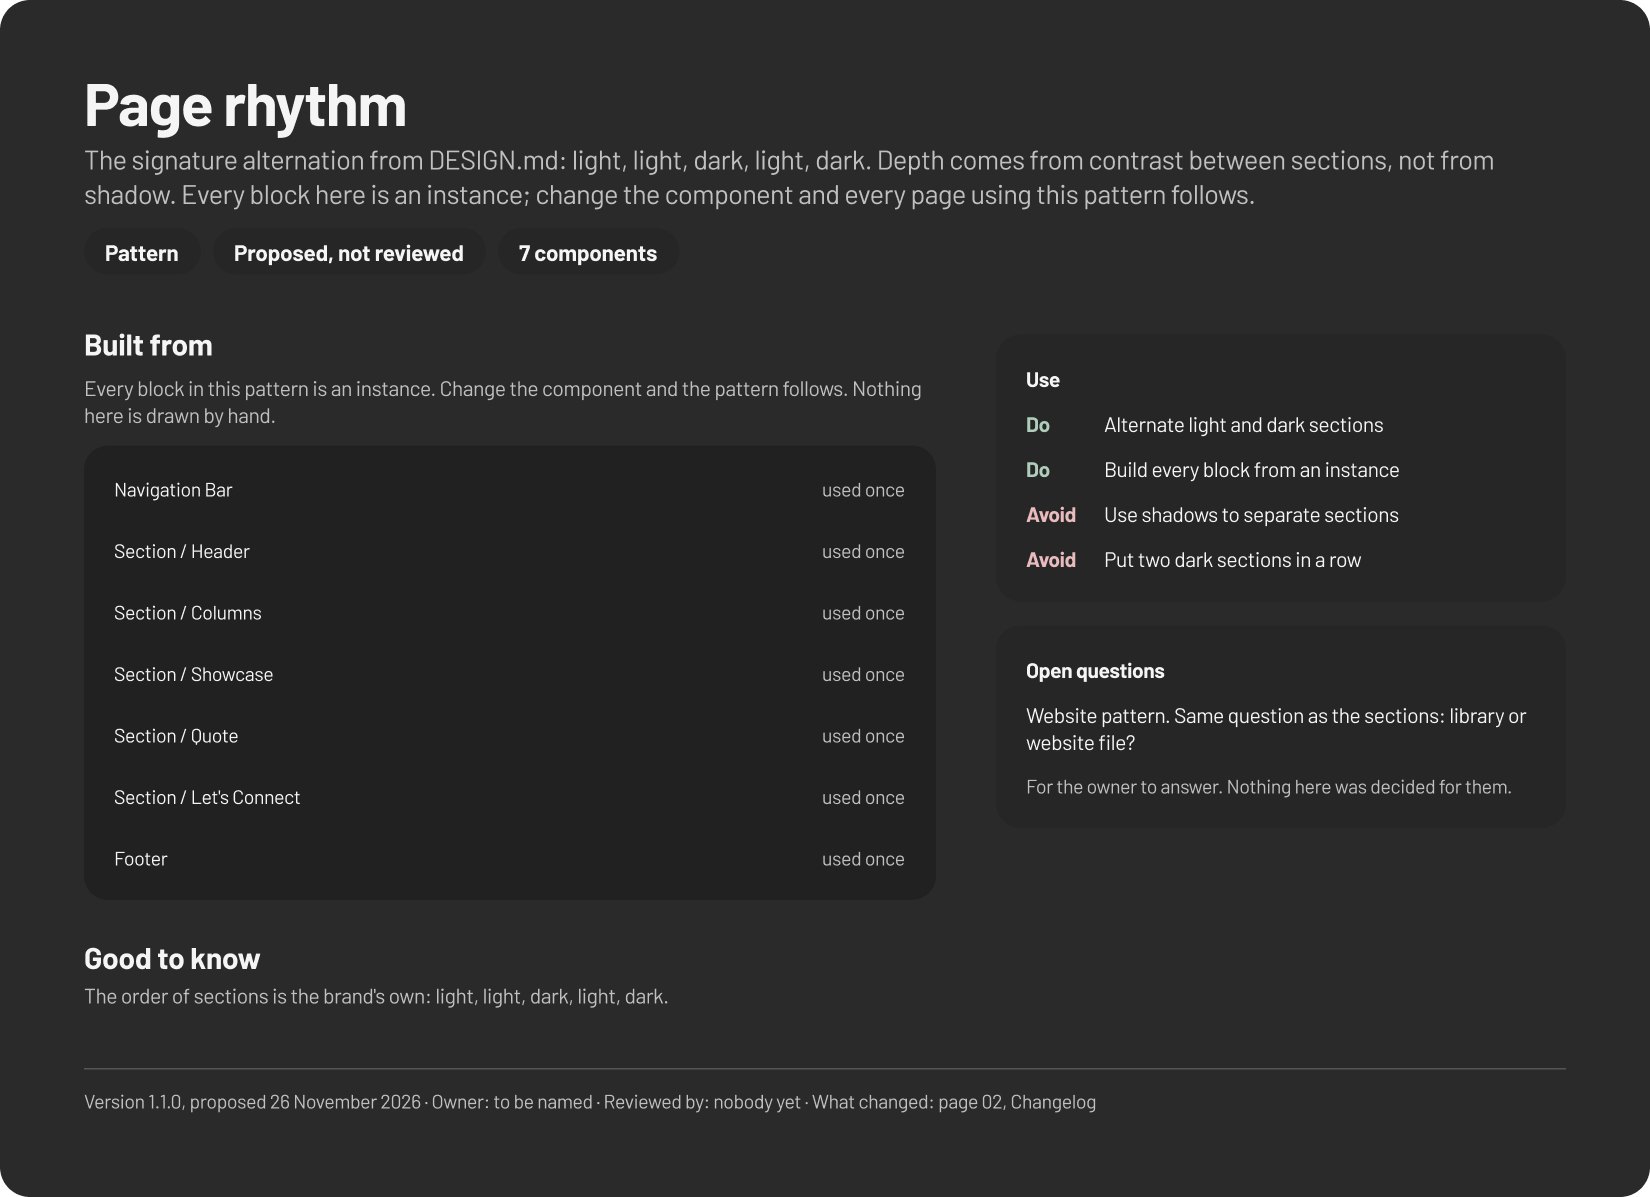 Page rhythm
The signature alternation from DESIGN.md: light, light, dark, light, dark. Depth comes from contrast between sections, not from
shadow. Every block here is an instance; change the component and every page using this pattern follows.
Pattern
Proposed, not reviewed
7 components
Built from
Every block in this pattern is an instance. Change the component and the pattern follows. Nothing
here is drawn by hand.
Navigation Bar used once
Section / Header used once
Section / Columns used once
Section / Showcase used once
Section / Quote used once
Section / Let's Connect used once
Footer used once
Use
Do Alternate light and dark sections
Do Build every block from an instance
Avoid Use shadows to separate sections
Avoid Put two dark sections in a row
Open questions
Website pattern. Same question as the sections: library or
website file?
For the owner to answer. Nothing here was decided for them.
Good to know
The order of sections is the brand's own: light, light, dark, light, dark.
Version 1.1.0, proposed 26 November 2026 · Owner: to be named · Reviewed by: nobody yet · What changed: page 02, Changelog